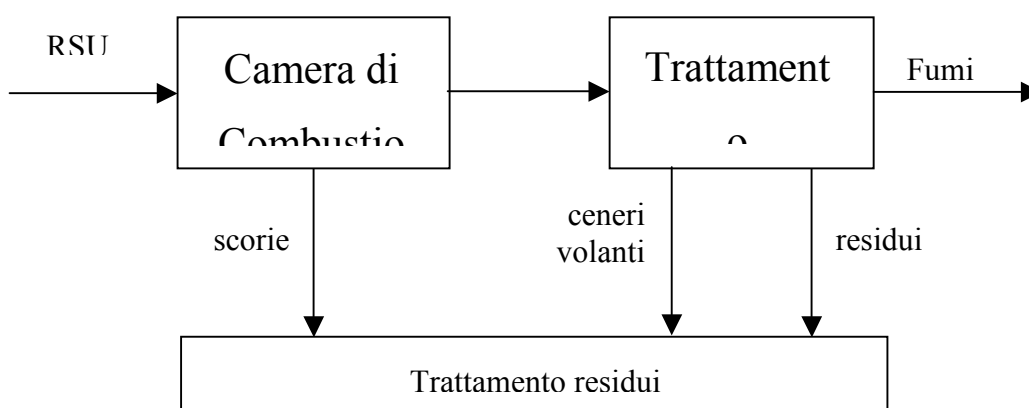 RSU
Camera di
Combustio
Trattament
o
Fumi
scorie
ceneri
volanti
residui
Trattamento residui